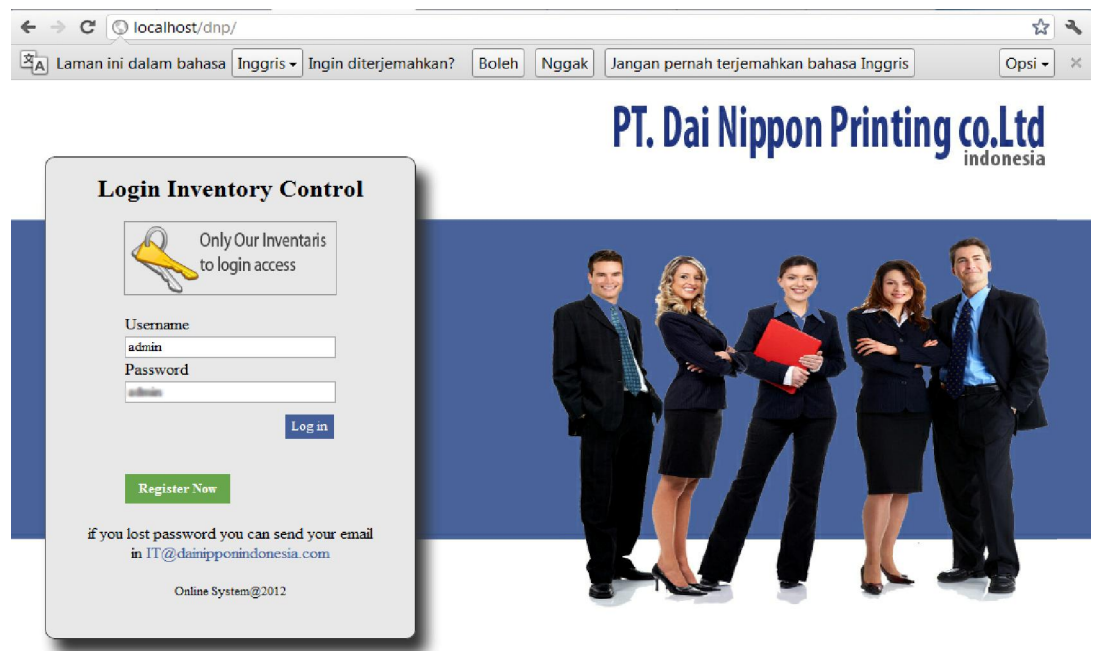 localhost/dnp/
Laman ini dalam bahasa Inggris Ingin diterjemahkan? Boleh Nggak Jangan pernah terjemahkan bahasa Inggris Opsi
PT. Dai Nippon Printing co.Ltd
indonesia
Login Inventory Control
Only Our Inventaris
to login access
Username
admin
Password
Log in
Register Now
if you lost password you can send your email
in IT@dainipponindonesia.com
Online System@2012